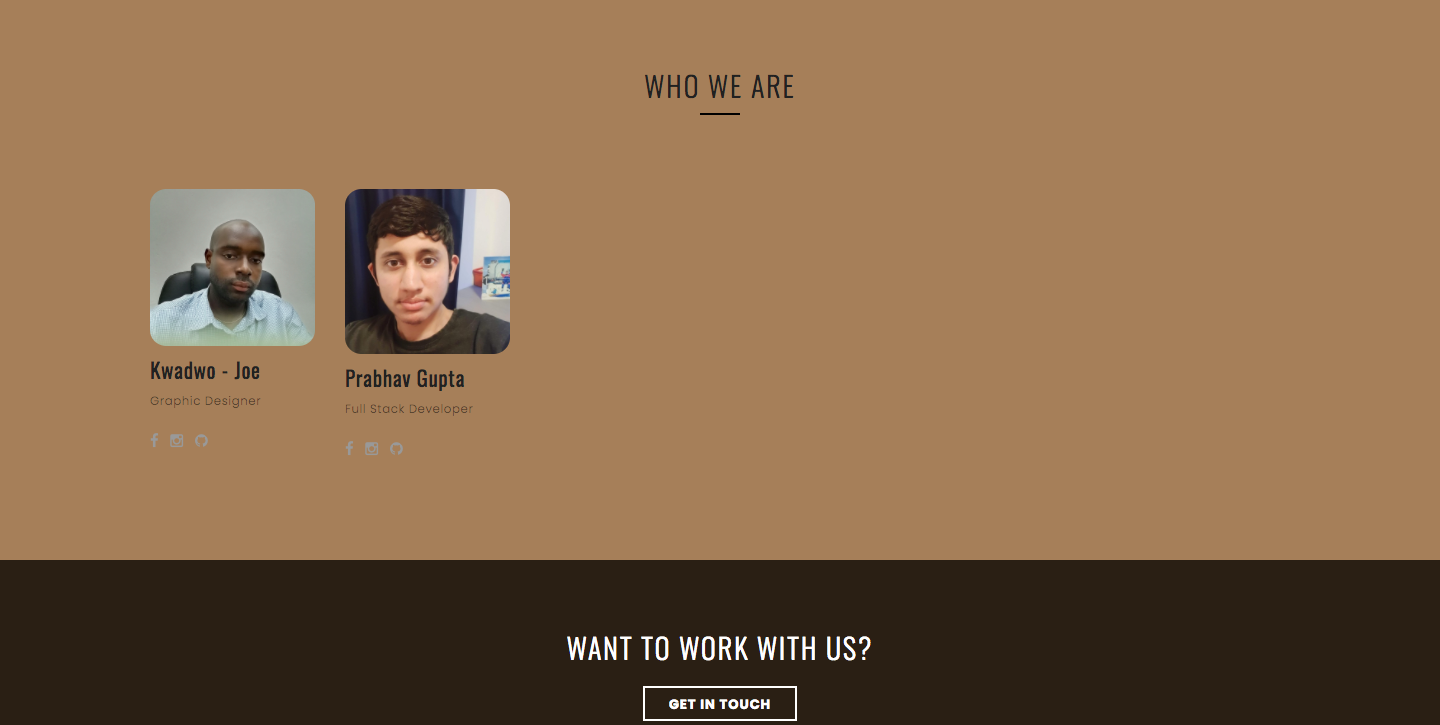 WHO WE ARE
Kwadwo - Joe
Graphic Designer
Prabhav Gupta
Full Stack Developer
WANT TO WORK WITH US?
GET IN TOUCH